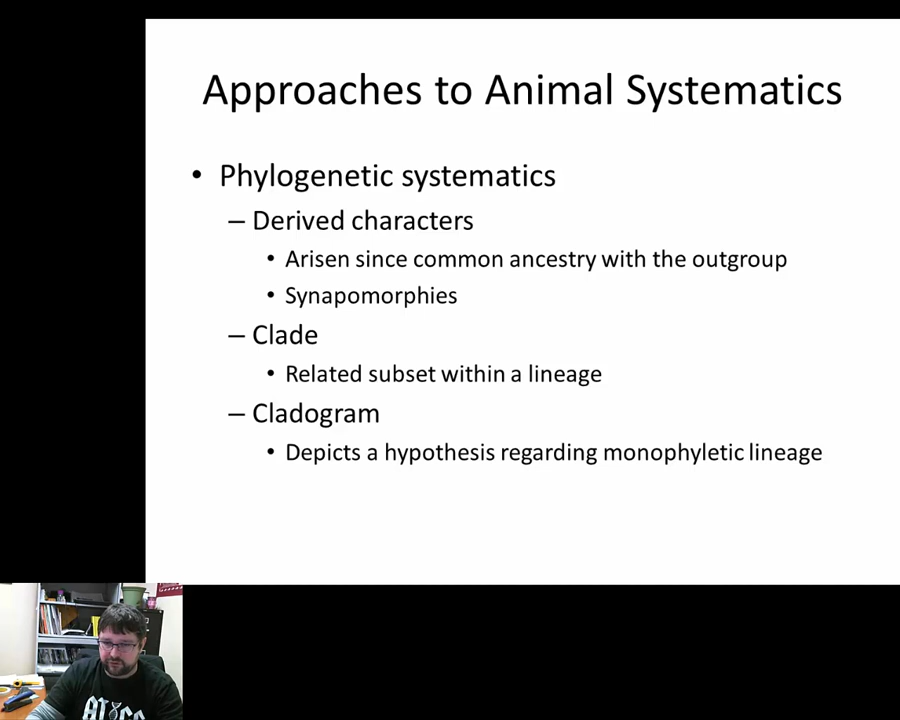 Approaches to Animal Systematics
• Phylogenetic systematics
– Derived characters
• Arisen since common ancestry with the outgroup
• Synapomorphies
– Clade
• Related subset within a lineage
– Cladogram
• Depicts a hypothesis regarding monophyletic lineage